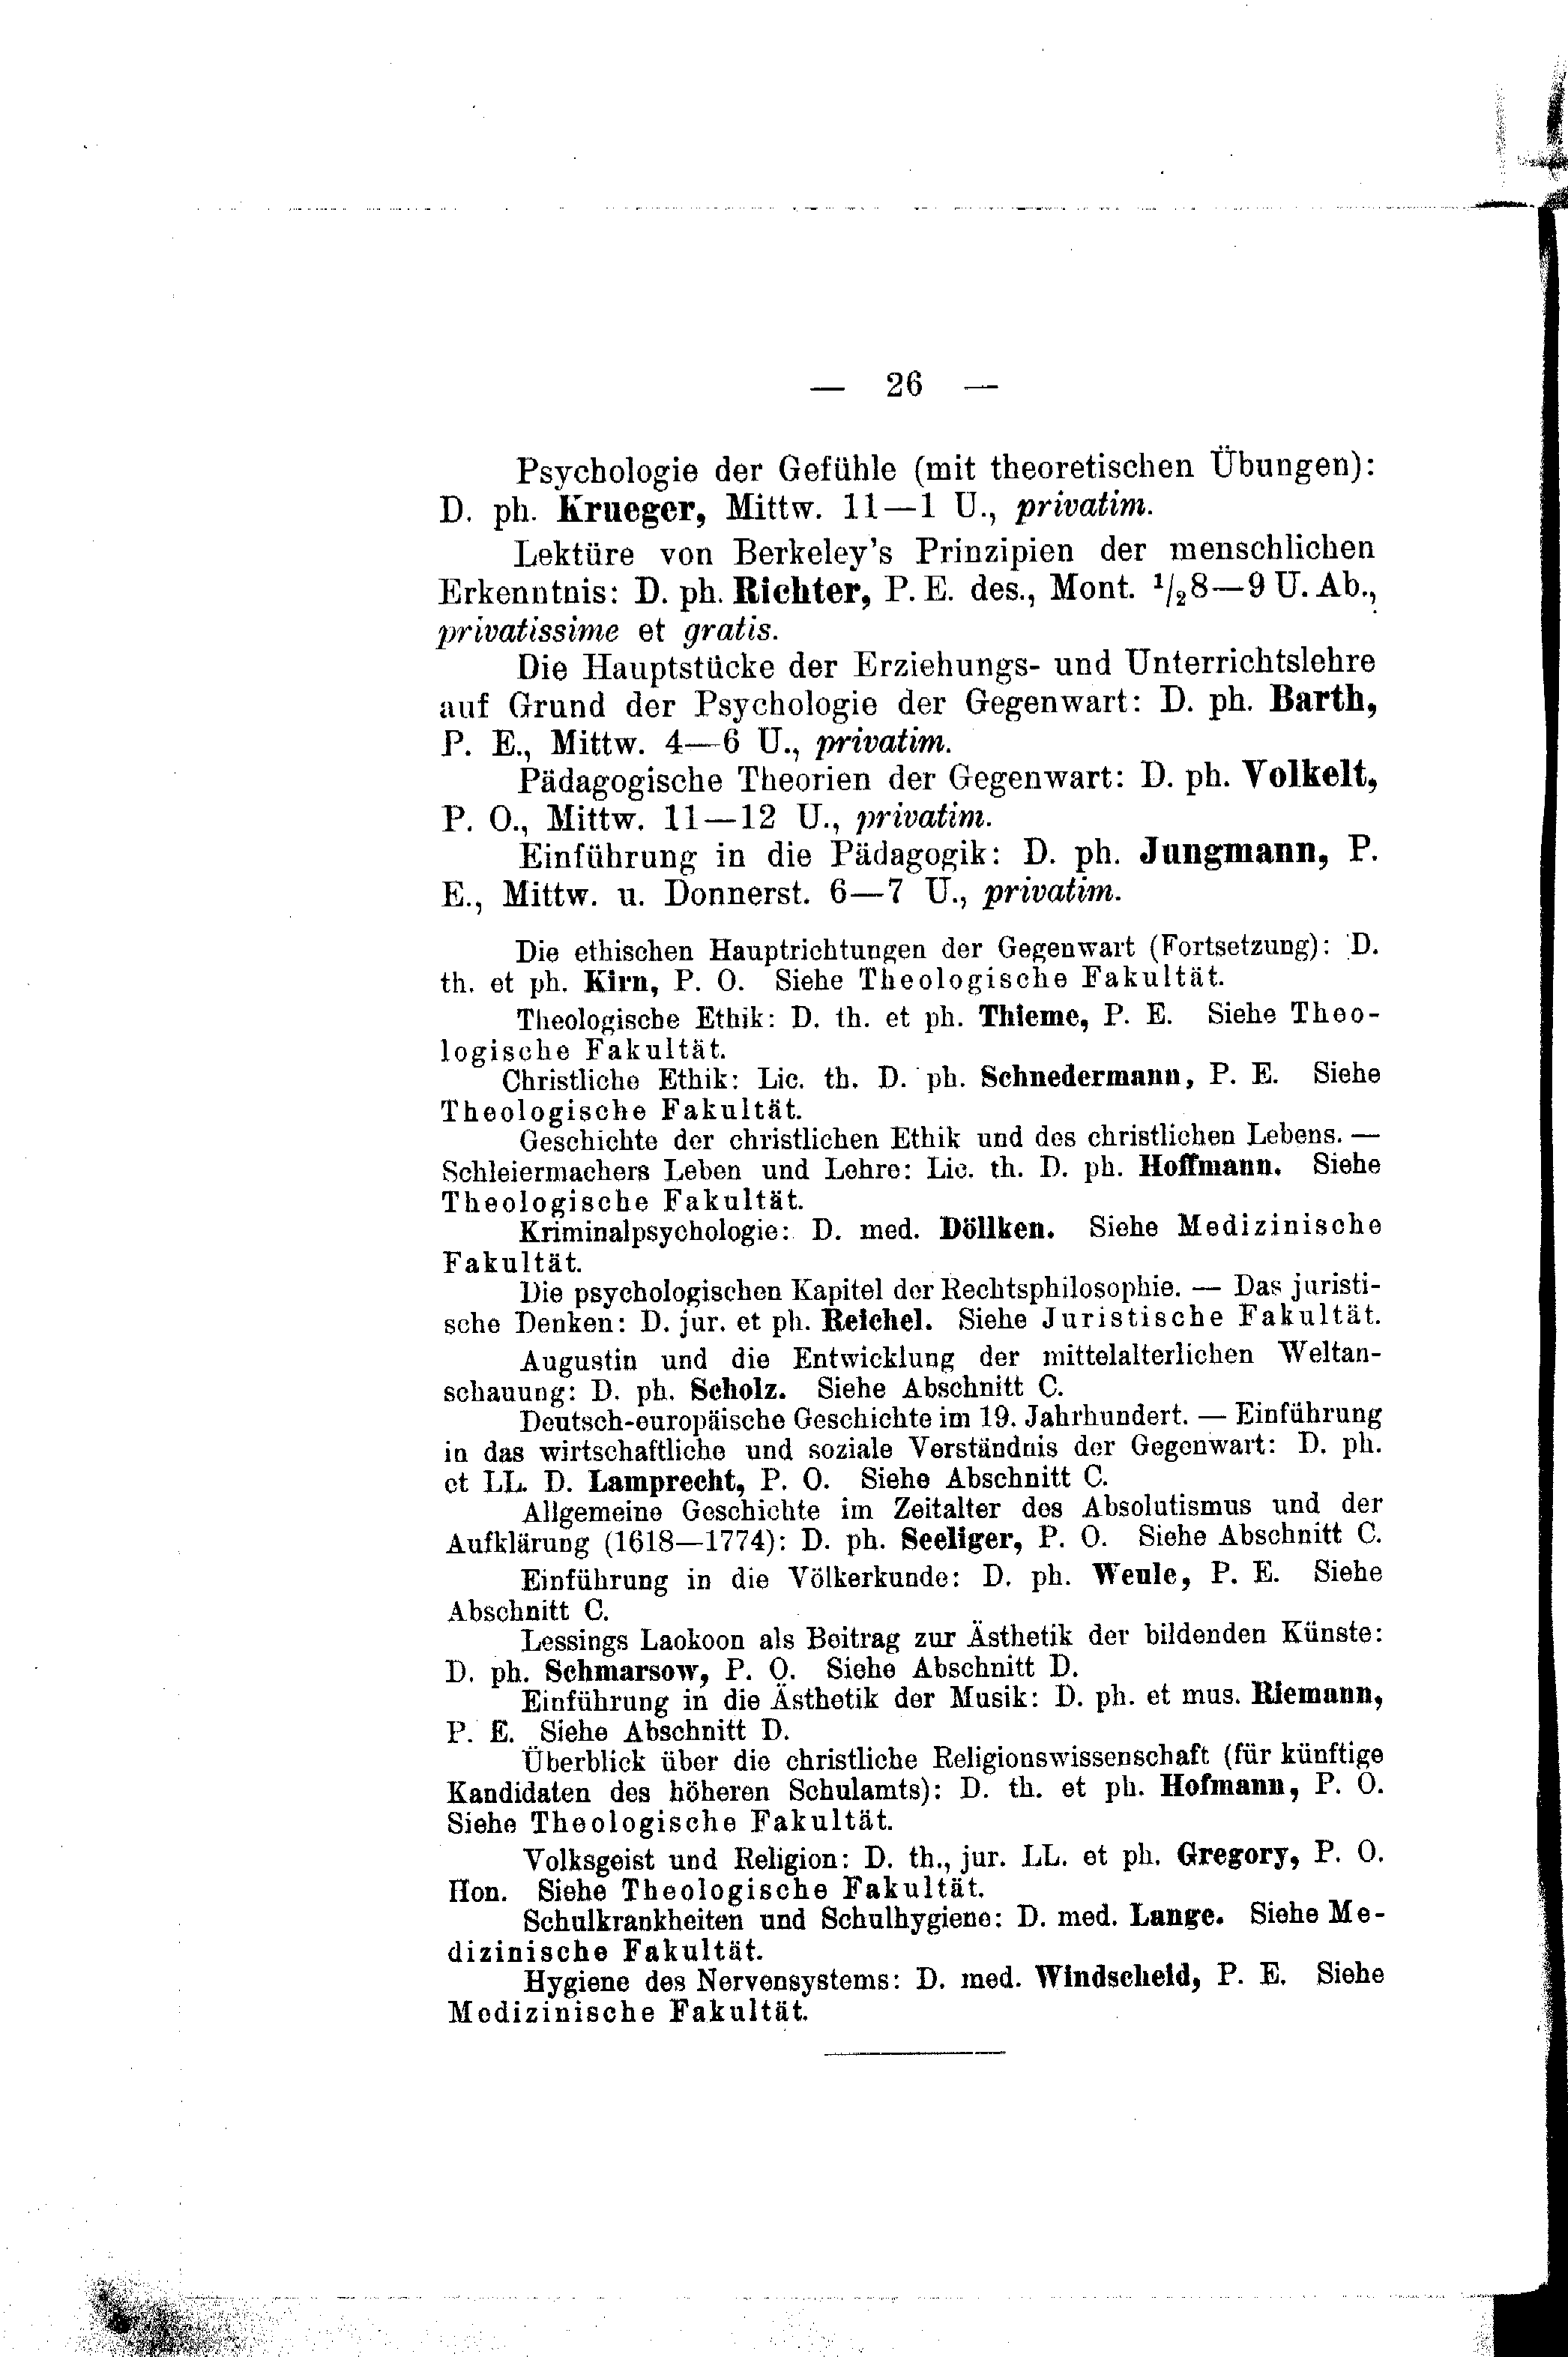 — 26 —
Psychologie der Gefühle (mit theoretischen Übungen):
D. ph. Krueger, Mittw. 11—1 U., privatim.
Lektüre von Berkeley's Prinzipien der menschlichen
Erkenntnis: D. ph. Richter, P. E. des., Mont. 1/28—9 U. Ab.,
privatissime et gratis.
Die Hauptstücke der Erziehungs- und Unterrichtslehre
auf Grund der Psychologie der Gegenwart: D. ph. Barth,
P. E., Mittw. 4—6 U., privatim.
Pädagogische Theorien der Gegenwart: D. ph. Volkelt,
P. O., Mittw. 11—12 U., privatim.
Einführung in die Pädagogik: D. ph. Jungmann, P.
E., Mittw. u. Donnerst. 6—7 U., privatim.
Die ethischen Hauptrichtungen der Gegenwart (Fortsetzung): D.
th. et ph. Kirn, P. O. Siehe Theologische Fakultät.
Theologische Ethik: D. th. et ph. Thieme, P. E. Siehe Theo-
logische Fakultät.
Christliche Ethik: Lic. th. D. ph. Schnedermann, P. E. Siehe
Theologische Fakultät.
Geschichte der christlichen Ethik und des christlichen Lebens. —
Schleiermachers Leben und Lehre: Lic. th. D. ph. Hoffmann. Siehe
Theologische Fakultät.
Kriminalpsychologie: D. med. Döllken. Siehe Medizinische
Fakultät.
Die psychologischen Kapitel der Rechtsphilosophie. — Das juristi-
sche Denken: D. jur. et ph. Reichel. Siehe Juristische Fakultät.
Augustin und die Entwicklung der mittelalterlichen Weltan-
schauung: D. ph. Scholz. Siehe Abschnitt C.
Deutsch-europäische Geschichte im 19. Jahrhundert. — Einführung
in das wirtschaftliche und soziale Verständnis der Gegenwart: D. ph.
et LL. D. Lamprecht, P. O. Siehe Abschnitt C.
Allgemeine Geschichte im Zeitalter des Absolutismus und der
Aufklärung (1618—1774): D. ph. Seeliger, P. O. Siehe Abschnitt C.
Einführung in die Völkerkunde: D. ph. Weule, P. E. Siehe
Abschnitt C.
Lessings Laokoon als Beitrag zur Ästhetik der bildenden Künste:
D. ph. Schmarsow, P. O. Siehe Abschnitt D.
Einführung in die Ästhetik der Musik: D. ph. et mus. Riemann,
P. E. Siehe Abschnitt D.
Überblick über die christliche Religionswissenschaft (für künftige
Kandidaten des höheren Schulamts): D. th. et ph. Hofmann, P. O.
Siehe Theologische Fakultät.
Volksgeist und Religion: D. th., jur. LL. et ph. Gregory, P. O.
Hon. Siehe Theologische Fakultät.
Schulkrankheiten und Schulhygiene: D. med. Lange. Siehe Me-
dizinische Fakultät.
Hygiene des Nervensystems: D. med. Windscheid, P. E. Siehe
Medizinische Fakultät.